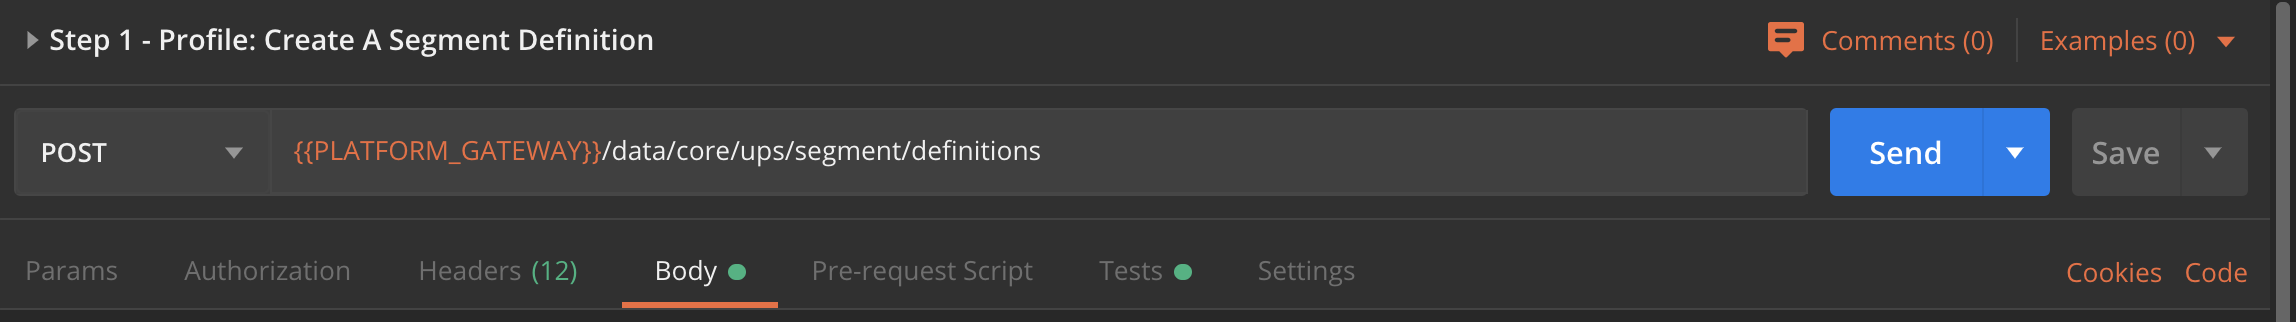 Step 1 - Profile: Create A Segment Definition Comments (0) Examples (0)
POST {{PLATFORM_GATEWAY}}/data/core/ups/segment/definitions Send Save
Params Authorization Headers (12) Body Pre-request Script Tests Settings Cookies Code